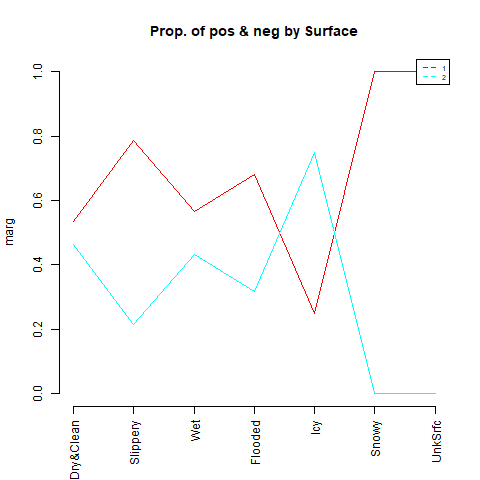 Prop. of pos & neg by Surface
1
2
1.0
0.8
0.6
0.4
0.2
0.0
marg
Dry&Clean
Slippery
Wet
Flooded
Icy
Snowy
UnkSrfc